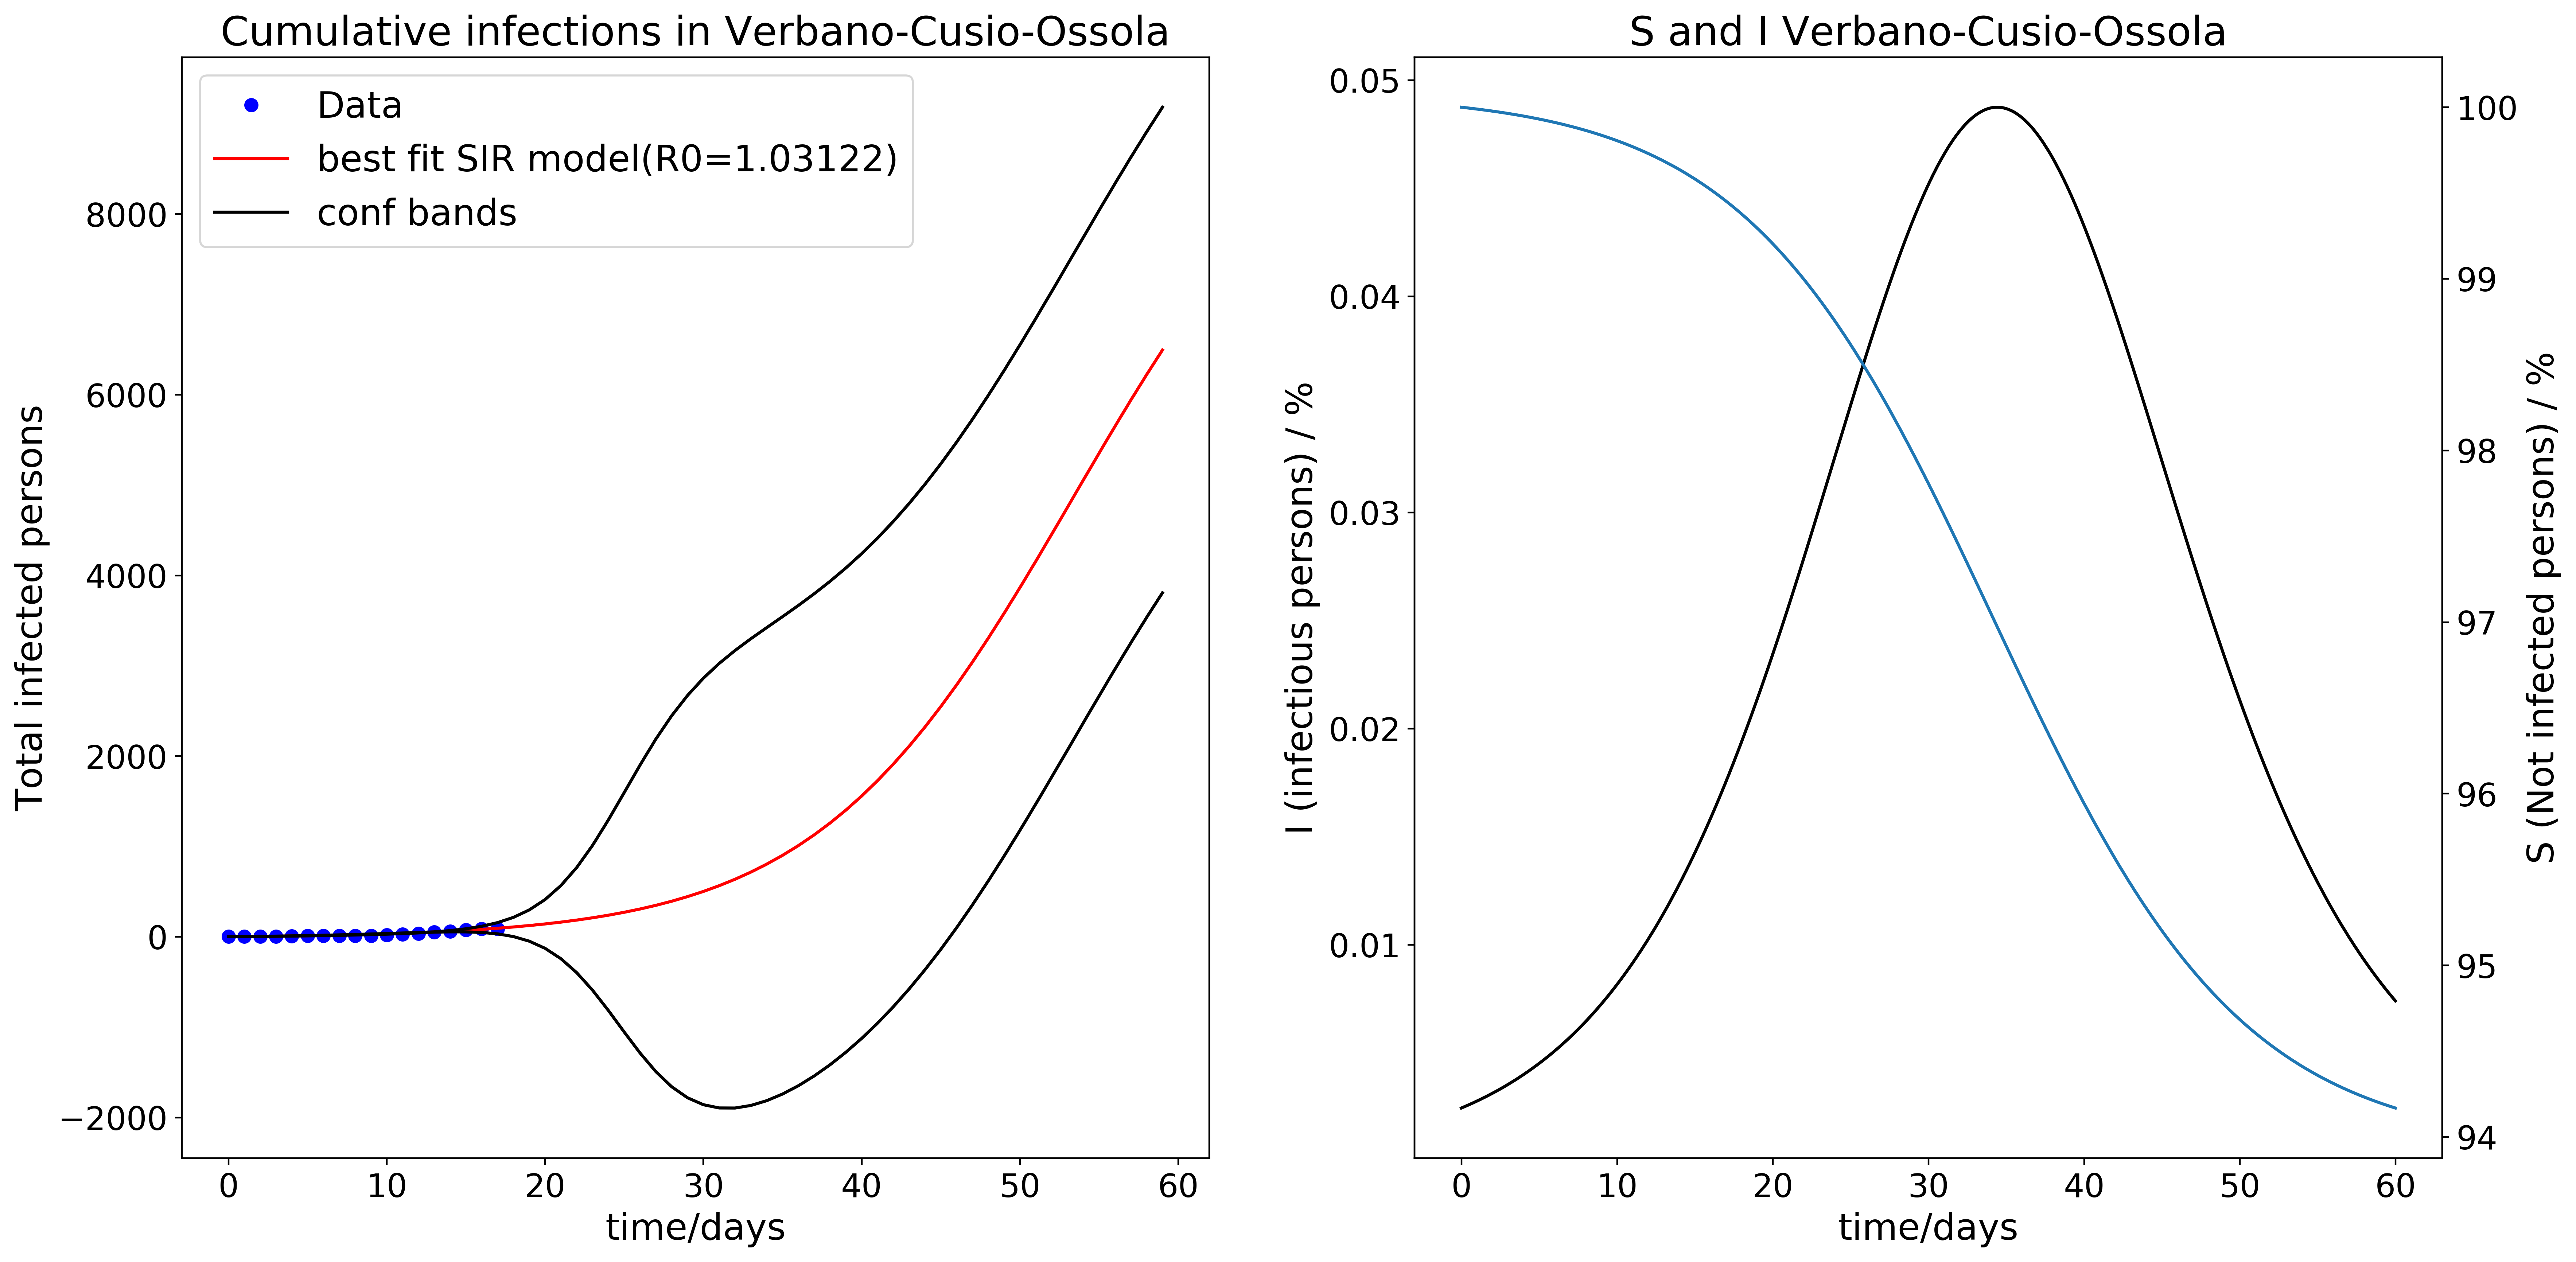 Cumulative infections in Verbano-Cusio-Ossola
Data
best fit SIR model(R0=1.03122)
conf bands
Total infected persons
8000
6000
4000
2000
0
−2000
0 10 20 30 40 50 60
time/days
S and I Verbano-Cusio-Ossola
I (infectious persons) / %
0.05
0.04
0.03
0.02
0.01
0 10 20 30 40 50 60
time/days
100
99
98
97
96
95
94
S (Not infected persons) / %